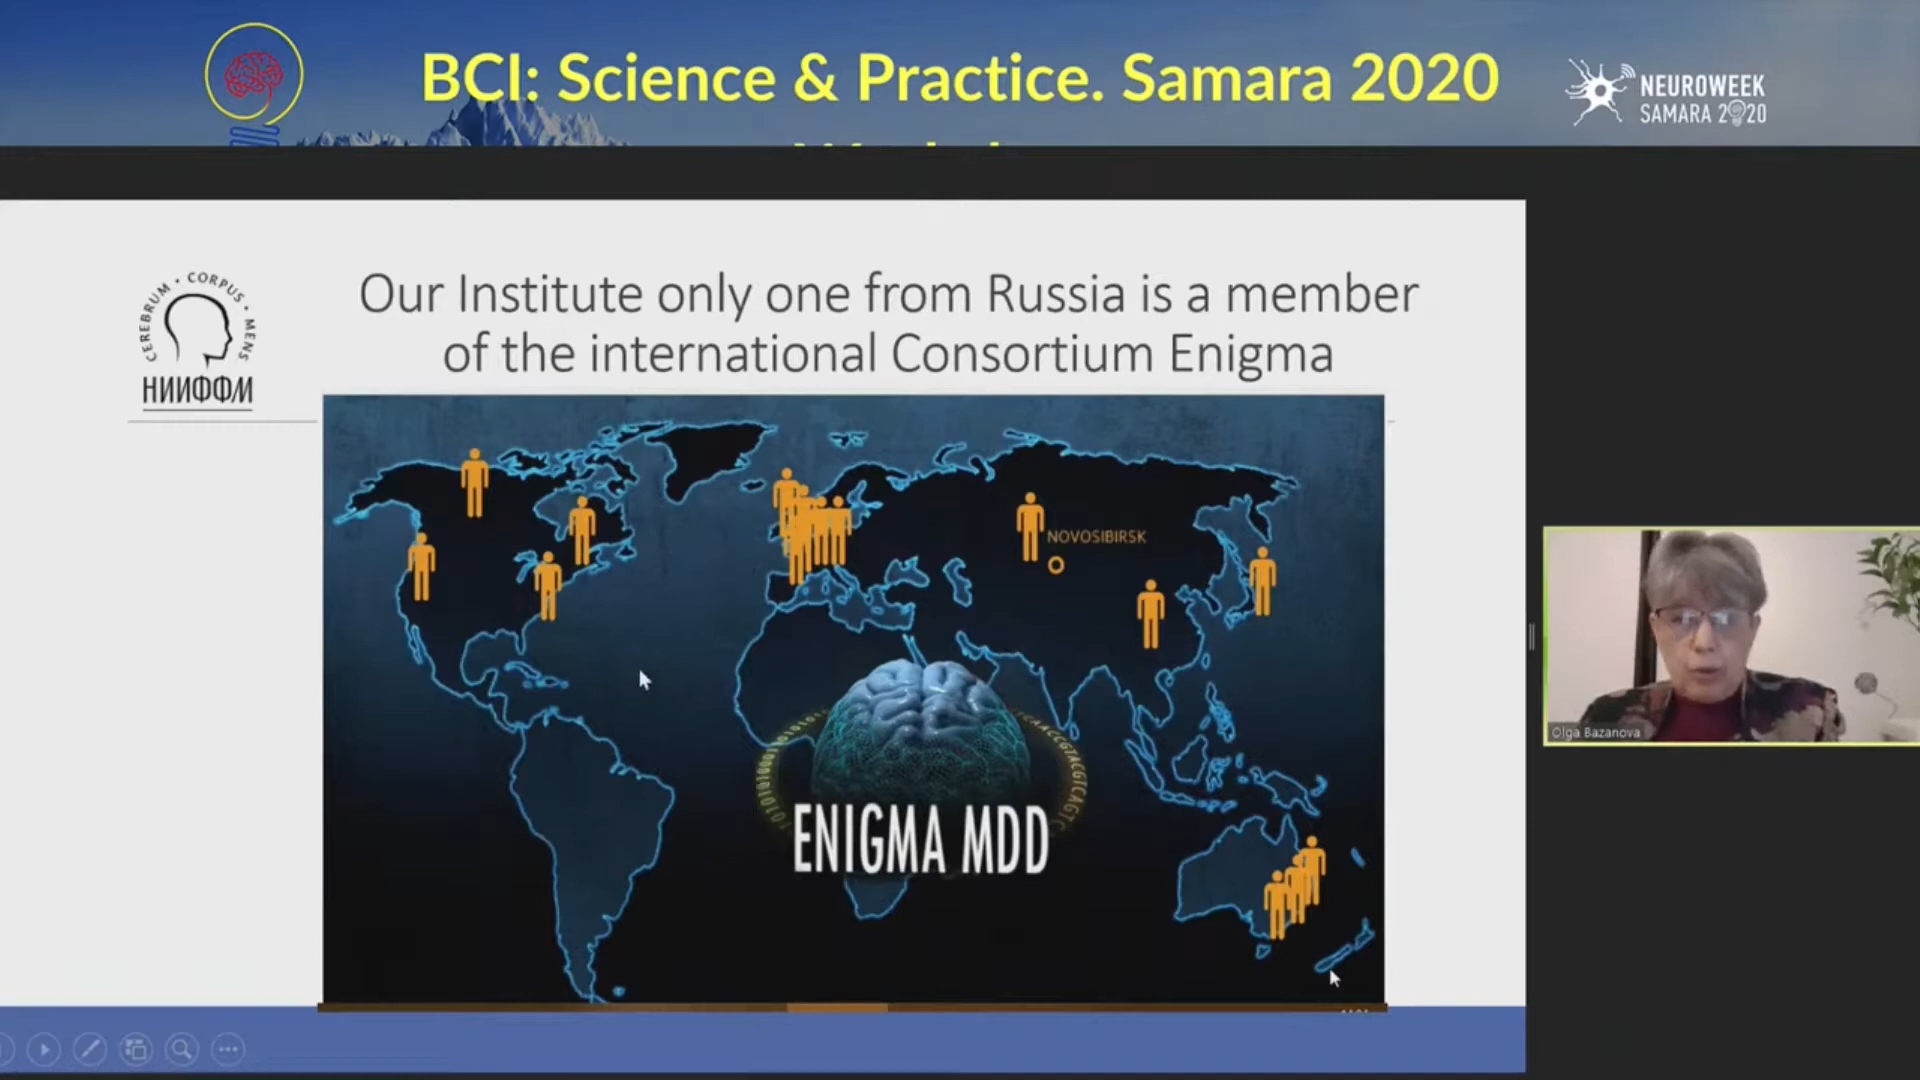 BCI: Science & Practice. Samara 2020
NEUROWEEK
SAMARA 2020
CEREBRUM • CORPUS • MENS
НИИФФМ
Our Institute only one from Russia is a member
of the international Consortium Enigma
NOVOSIBIRSK
ENIGMA MDD
Olga Bazanova